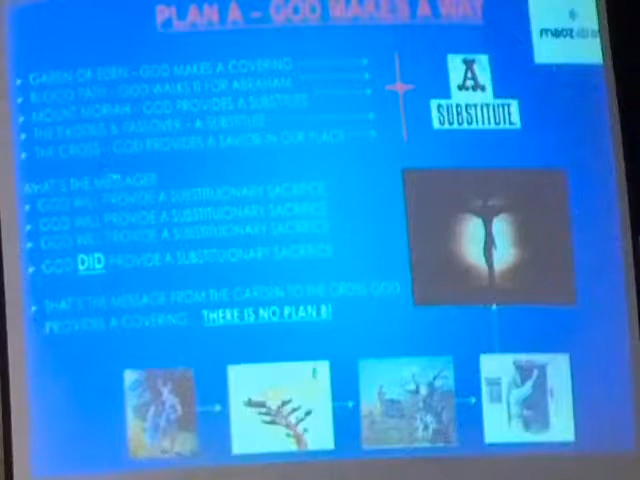 PLAN A - GOD MAKES A WAY
GARDEN OF EDEN - GOD MAKES A COVERING
BLOOD PATH - GOD WALKS IT FOR ABRAHAM
MOUNT MORIAH - GOD PROVIDES A SUBSTITUTE
THE EXODUS & PASSOVER - A SUBSTITUTE
THE CROSS - GOD PROVIDES A SAVIOR IN OUR PLACE
A
SUBSTITUTE
WHAT'S THE MESSAGE?
GOD WILL PROVIDE A SUBSTITUTIONARY SACRIFICE
GOD WILL PROVIDE A SUBSTITUTIONARY SACRIFICE
GOD WILL PROVIDE A SUBSTITUTIONARY SACRIFICE
GOD DID PROVIDE A SUBSTITUTIONARY SACRIFICE
THAT'S THE MESSAGE FROM THE GARDEN TO THE CROSS GOD
PROVIDES A COVERING THERE IS NO PLAN B!